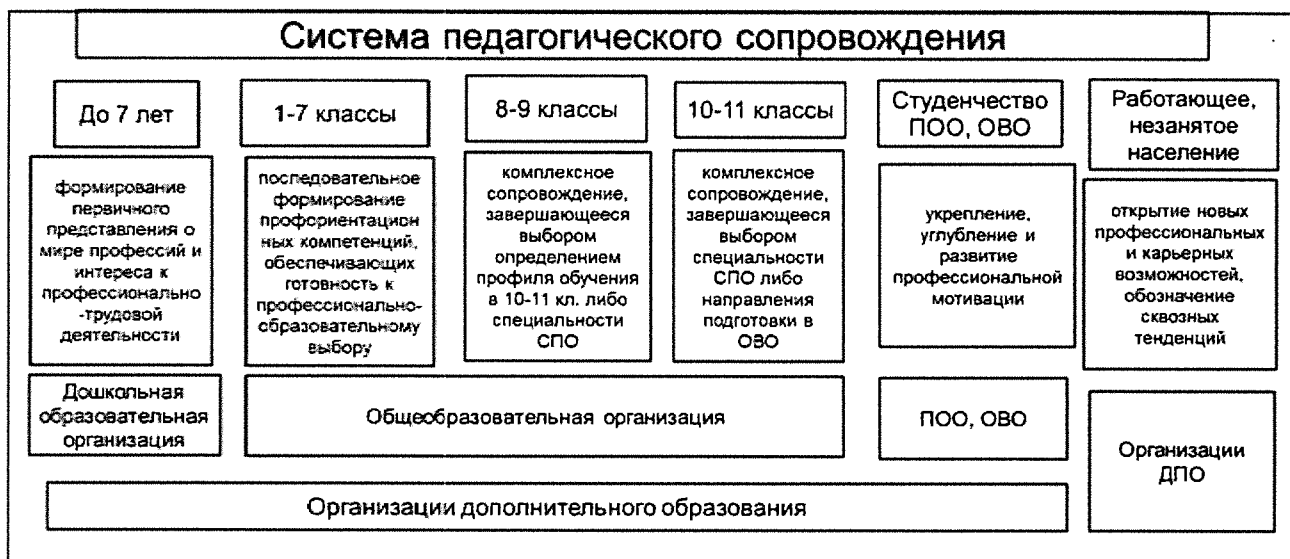 Система педагогического сопровождения
До 7 лет
1-7 классы
8-9 классы
10-11 классы
Студенчество
ПОО, ОВО
Работающее,
незанятое
население
формирование
первичного
представления о
мире профессий и
интереса к
профессионально
-трудовой
деятельности
последовательное
формирование
профориентацион
ных компетенций,
обеспечивающих
готовность к
профессионально-
образовательному
выбору
комплексное
сопровождение,
завершающееся
выбором
определением
профиля обучения
в 10-11 кл. либо
специальности
СПО
комплексное
сопровождение,
завершающееся
выбором
специальности
СПО либо
направления
подготовки в
ОВО
укрепление,
углубление и
развитие
профессиональной
мотивации
открытие новых
профессиональных
и карьерных
возможностей,
обозначение
сквозных
тенденций
Дошкольная
образовательная
организация
Общеобразовательная организация
ПОО, ОВО
Организации
ДПО
Организации дополнительного образования